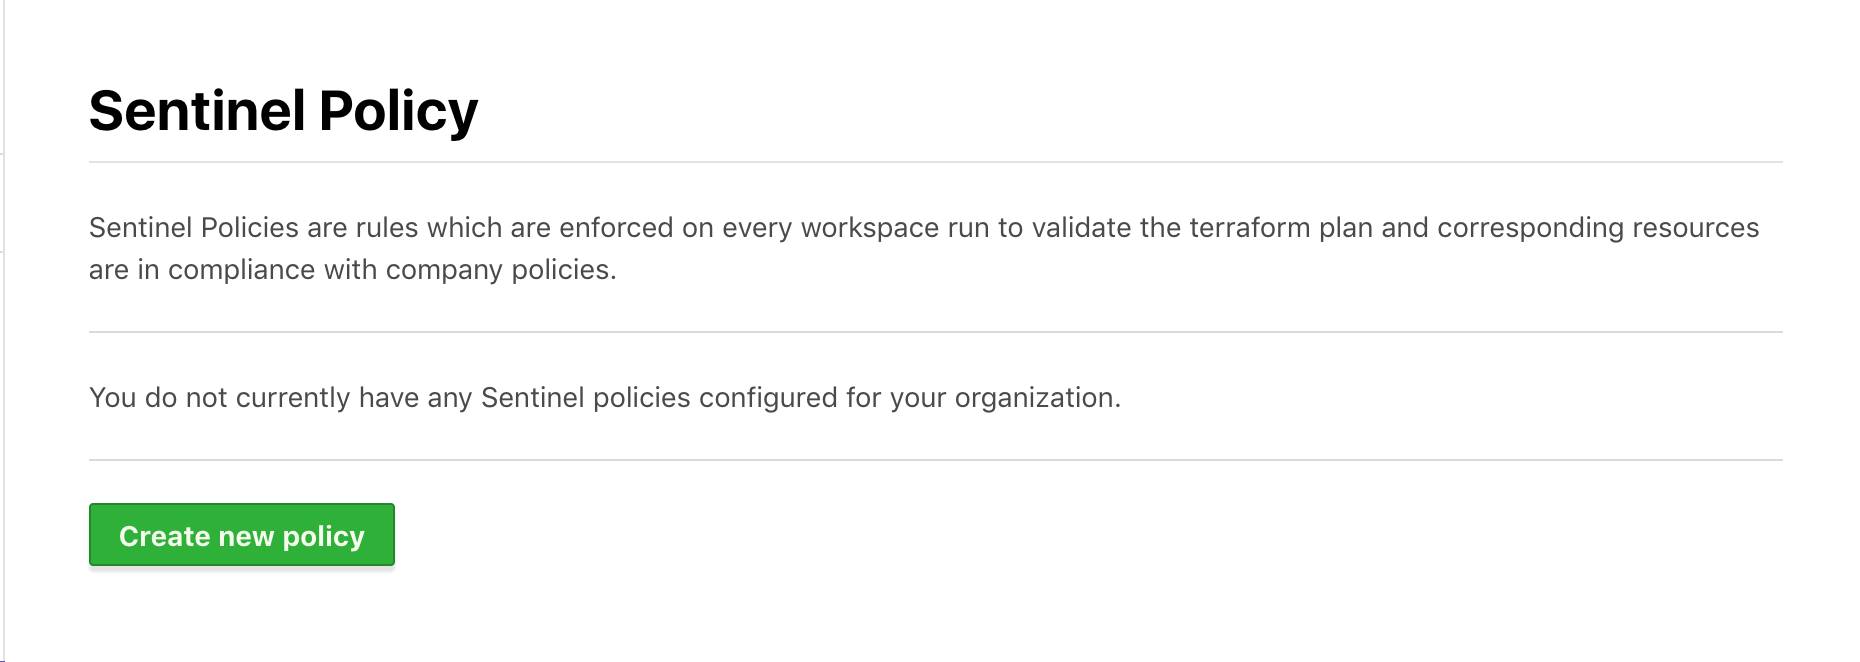 Sentinel Policy
Sentinel Policies are rules which are enforced on every workspace run to validate the terraform plan and corresponding resources
are in compliance with company policies.
You do not currently have any Sentinel policies configured for your organization.
Create new policy